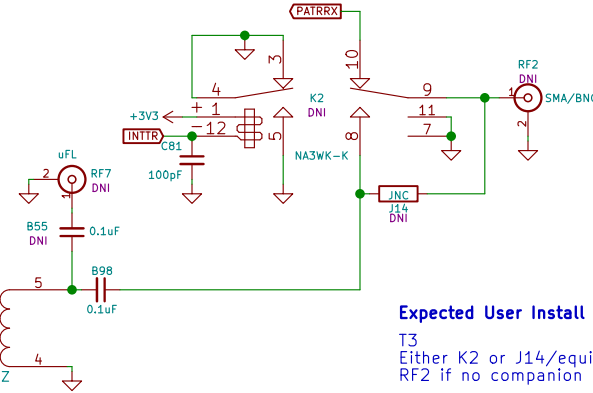 PATRRX
3
10
RF2
DNI
4
K2
DNI
9
1
SMA/BNC
+ 1
+3V3
11
INTTR
- 12
5
8
7
2
C81
100pF
NA3WK-K
uFL
2
RF7
DNI
1
JNC
J14
DNI
B55
DNI
0.1uF
B98
5
0.1uF
4
Z
Expected User Install
T3
Either K2 or J14/equi
RF2 if no companion